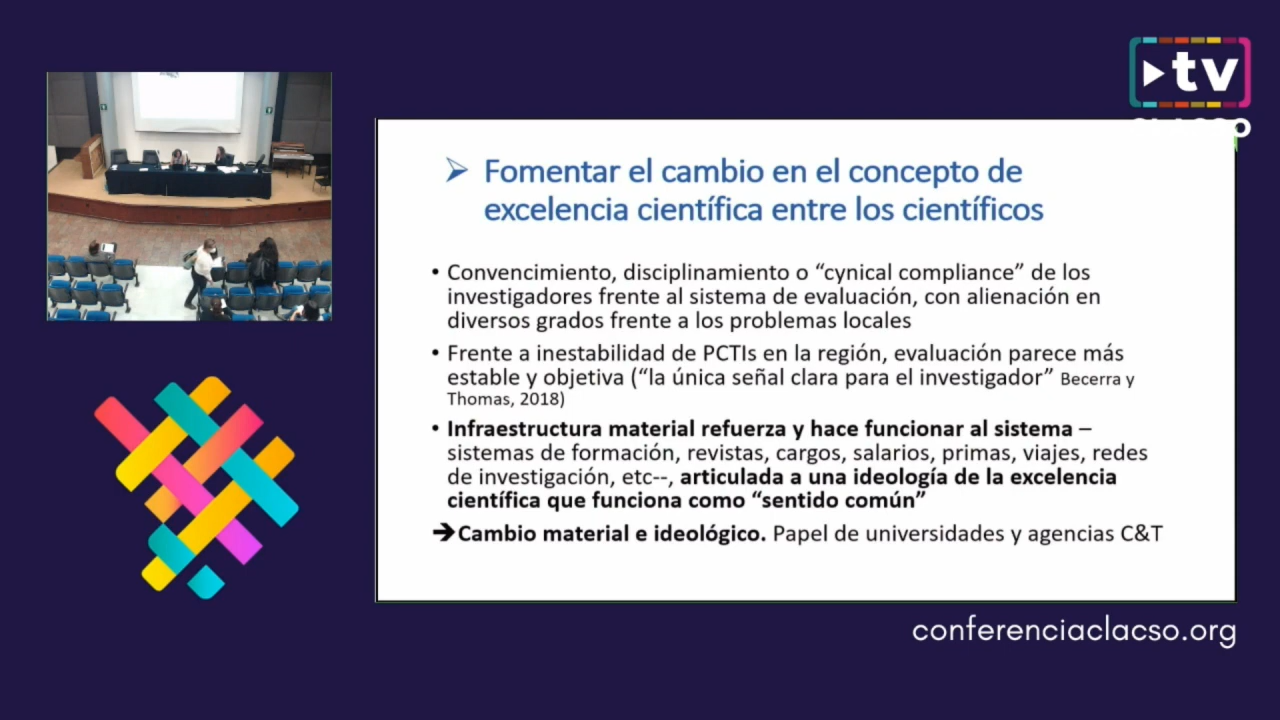 tv
CLACSO
➢ Fomentar el cambio en el concepto de
excelencia científica entre los científicos
• Convencimiento, disciplinamiento o “cynical compliance” de los
investigadores frente al sistema de evaluación, con alienación en
diversos grados frente a los problemas locales
• Frente a inestabilidad de PCTIs en la región, evaluación parece más
estable y objetiva (“la única señal clara para el investigador” Becerra y
Thomas, 2018)
• Infraestructura material refuerza y hace funcionar al sistema –
sistemas de formación, revistas, cargos, salarios, primas, viajes, redes
de investigación, etc--, articulada a una ideología de la excelencia
científica que funciona como “sentido común”
➔Cambio material e ideológico. Papel de universidades y agencias C&T
conferenciaclacso.org